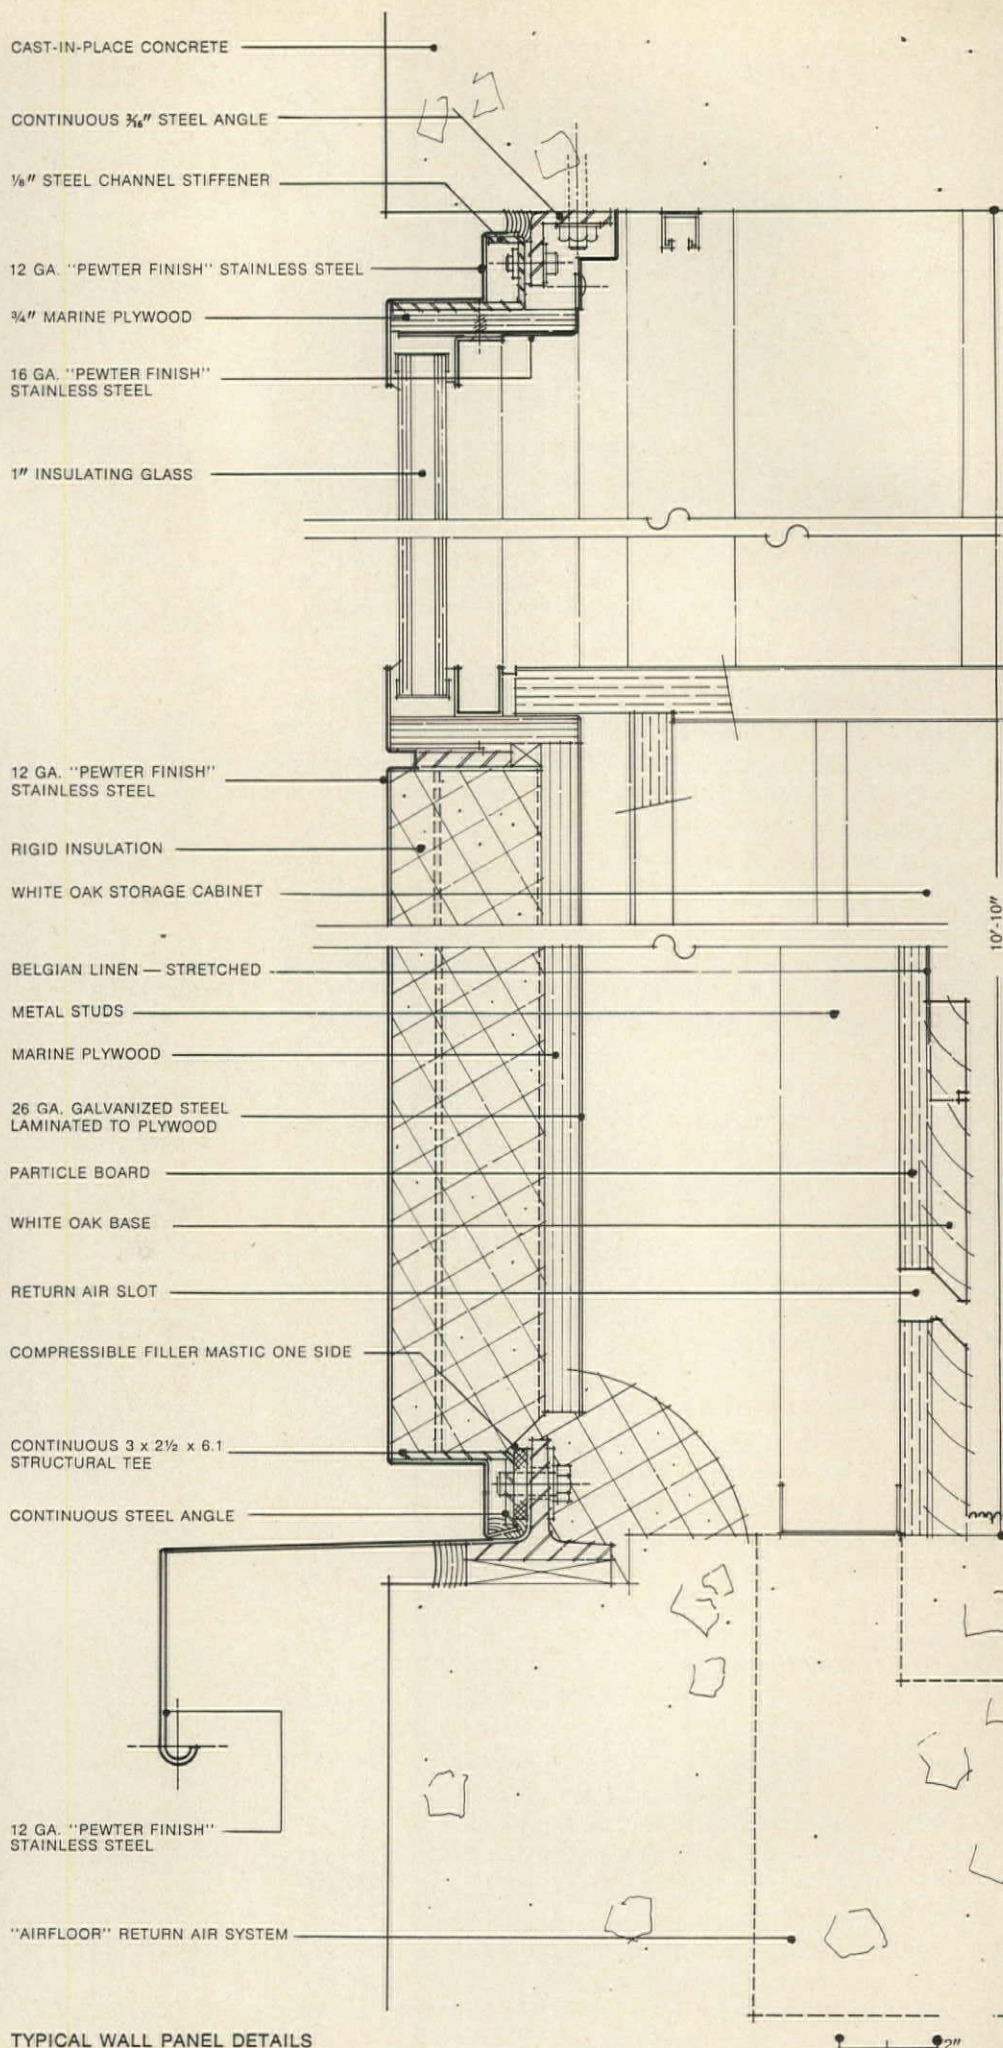 CAST-IN-PLACE CONCRETE
CONTINUOUS 3/16" STEEL ANGLE
1/8" STEEL CHANNEL STIFFENER
12 GA. "PEWTER FINISH" STAINLESS STEEL
3/4" MARINE PLYWOOD
16 GA. "PEWTER FINISH"
STAINLESS STEEL
1" INSULATING GLASS
12 GA. "PEWTER FINISH"
STAINLESS STEEL
RIGID INSULATION
WHITE OAK STORAGE CABINET
10'-10"
BELGIAN LINEN — STRETCHED
METAL STUDS
MARINE PLYWOOD
26 GA. GALVANIZED STEEL
LAMINATED TO PLYWOOD
PARTICLE BOARD
WHITE OAK BASE
RETURN AIR SLOT
COMPRESSIBLE FILLER MASTIC ONE SIDE
CONTINUOUS 3 x 2½ x 6.1
STRUCTURAL TEE
CONTINUOUS STEEL ANGLE
12 GA. "PEWTER FINISH"
STAINLESS STEEL
"AIRFLOOR" RETURN AIR SYSTEM
TYPICAL WALL PANEL DETAILS
2"